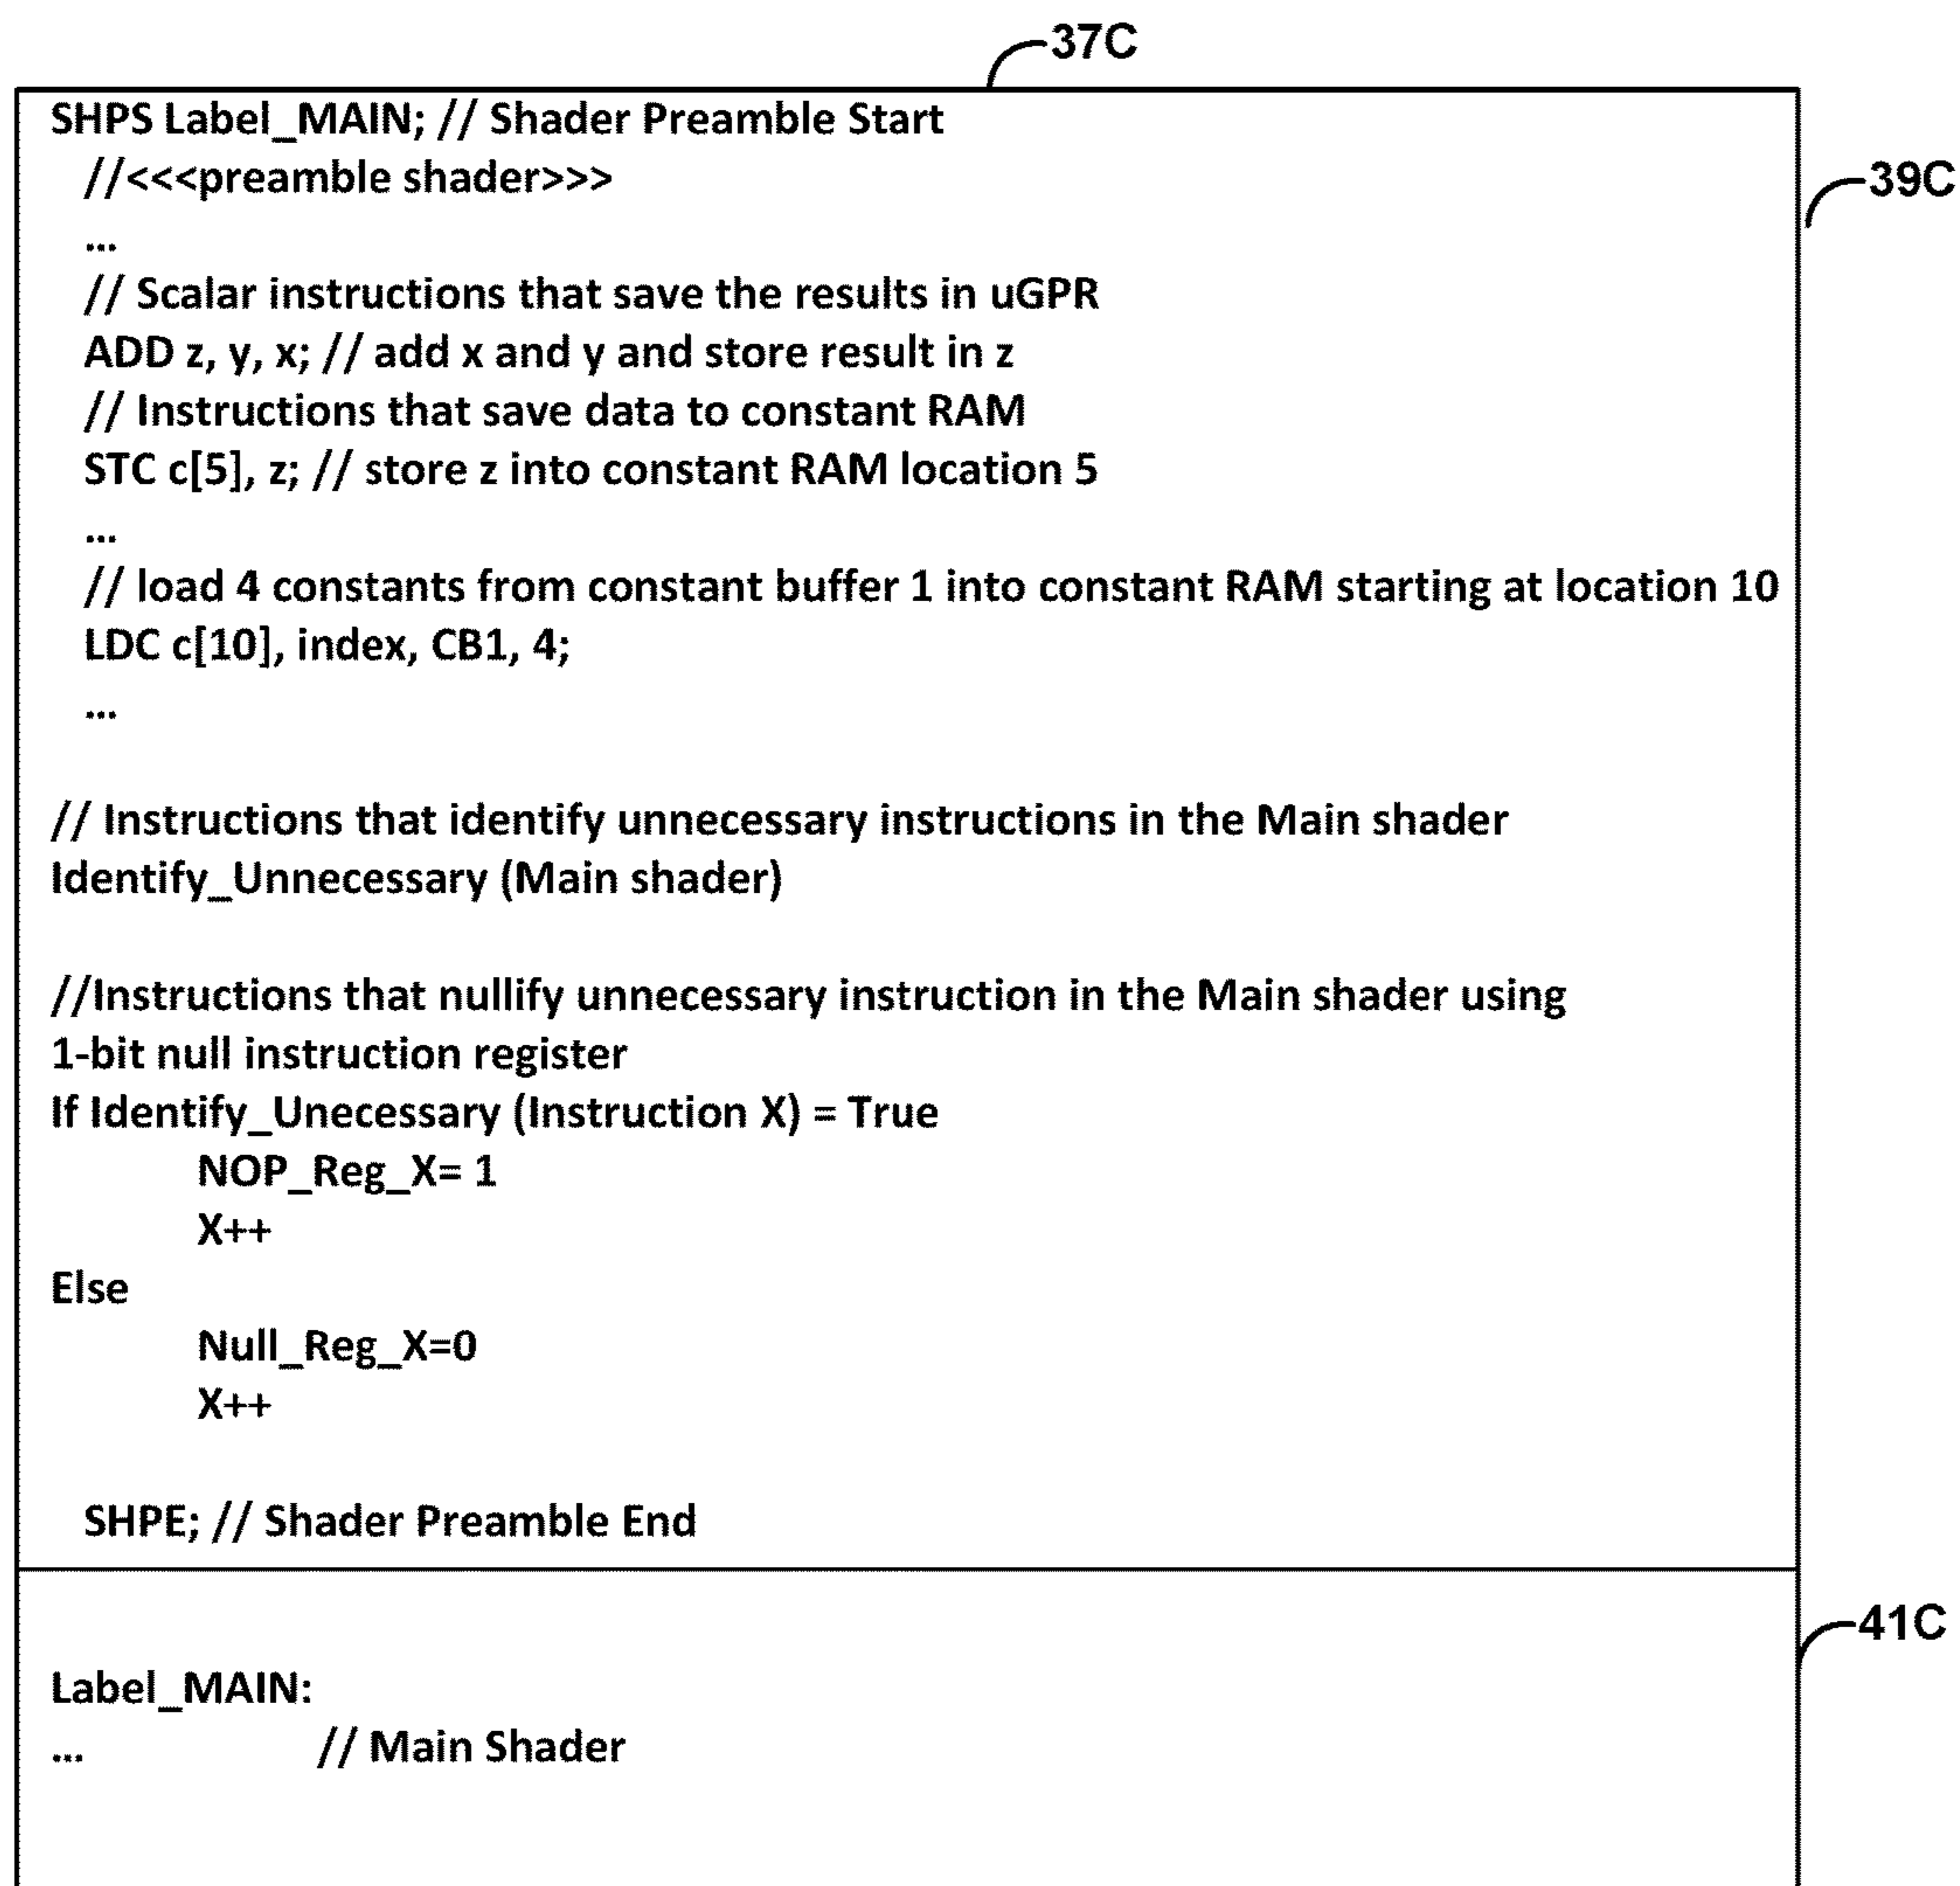 37C
SHPS Label_MAIN; // Shader Preamble Start
39C
//<<<preamble shader>>>
...
// Scalar instructions that save the results in uGPR
ADD z, y, x; // add x and y and store result in z
// Instructions that save data to constant RAM
STC c[5], z; // store z into constant RAM location 5
...
// load 4 constants from constant buffer 1 into constant RAM starting at location 10
LDC c[10], index, CB1, 4;
...
// Instructions that identify unnecessary instructions in the Main shader
Identify_Unnecessary (Main shader)
//Instructions that nullify unnecessary instruction in the Main shader using
1-bit null instruction register
If Identify_Unecessary (Instruction X) = True
NOP_Reg_X= 1
X++
Else
Null_Reg_X=0
X++
SHPE; // Shader Preamble End
41C
Label_MAIN:
... // Main Shader